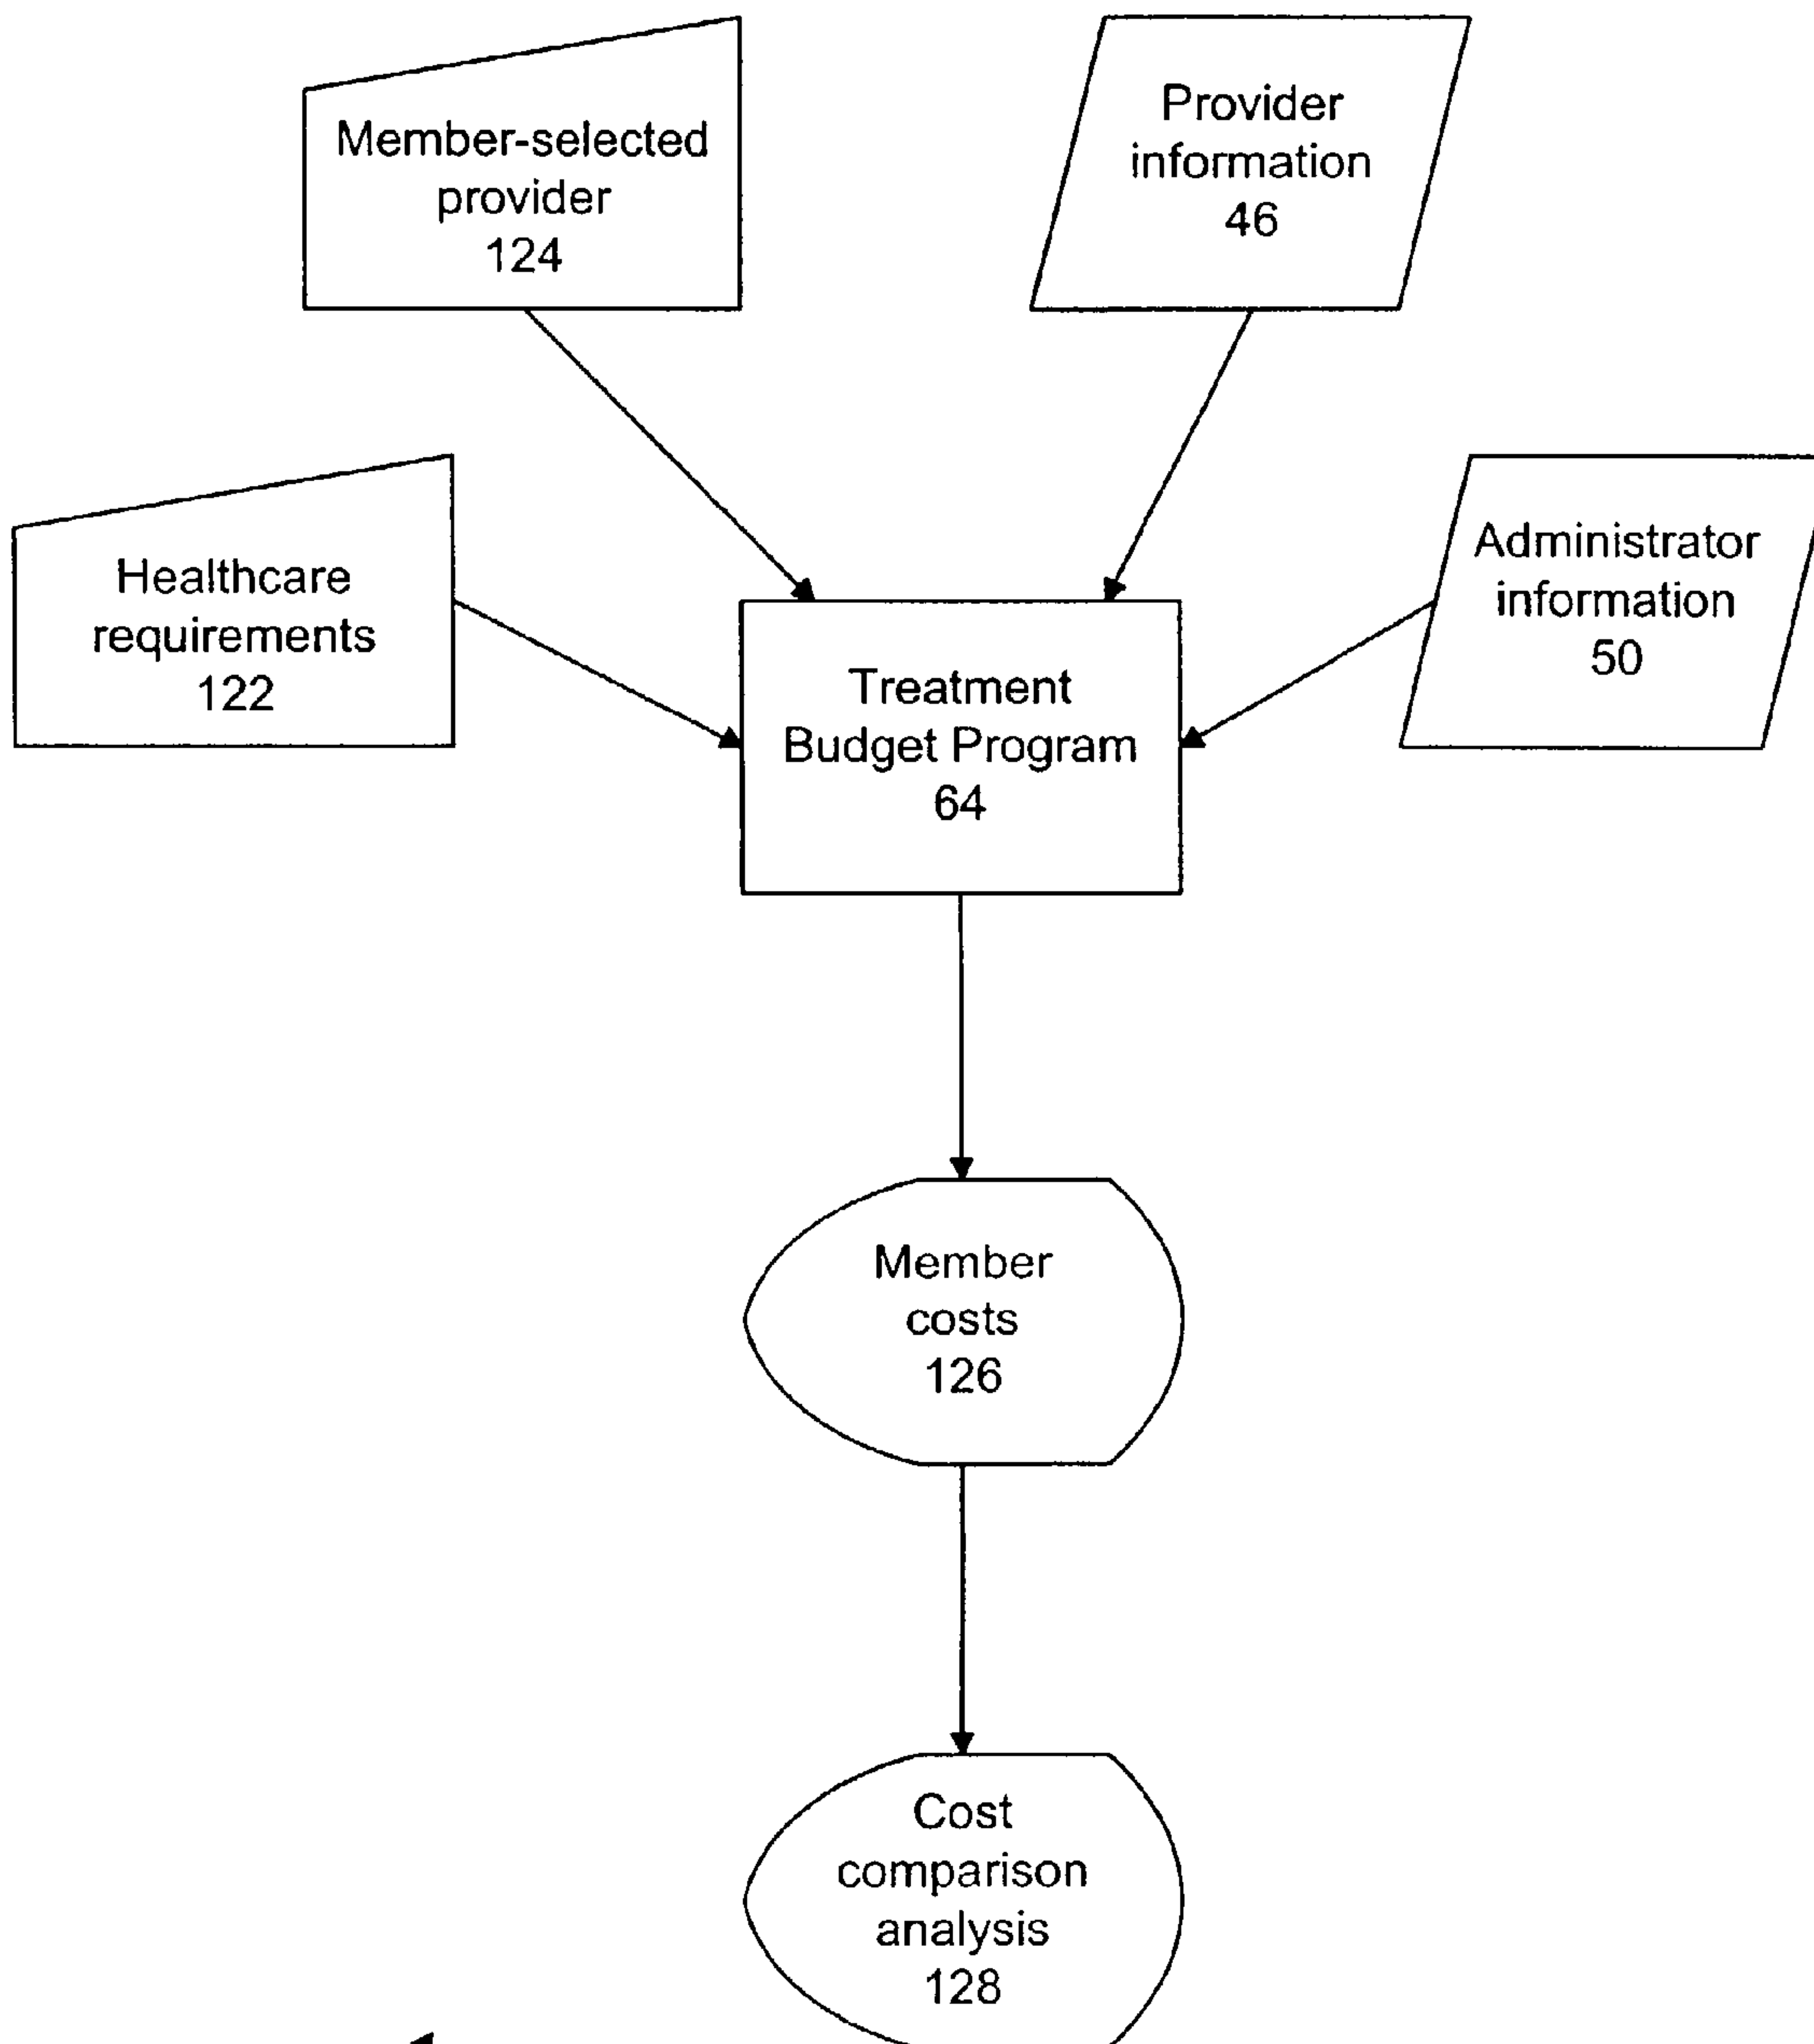 Member-selected
provider
124
Provider
information
46
Healthcare
requirements
122
Administrator
information
50
Treatment
Budget Program
64
Member
costs
126
Cost
comparison
analysis
128